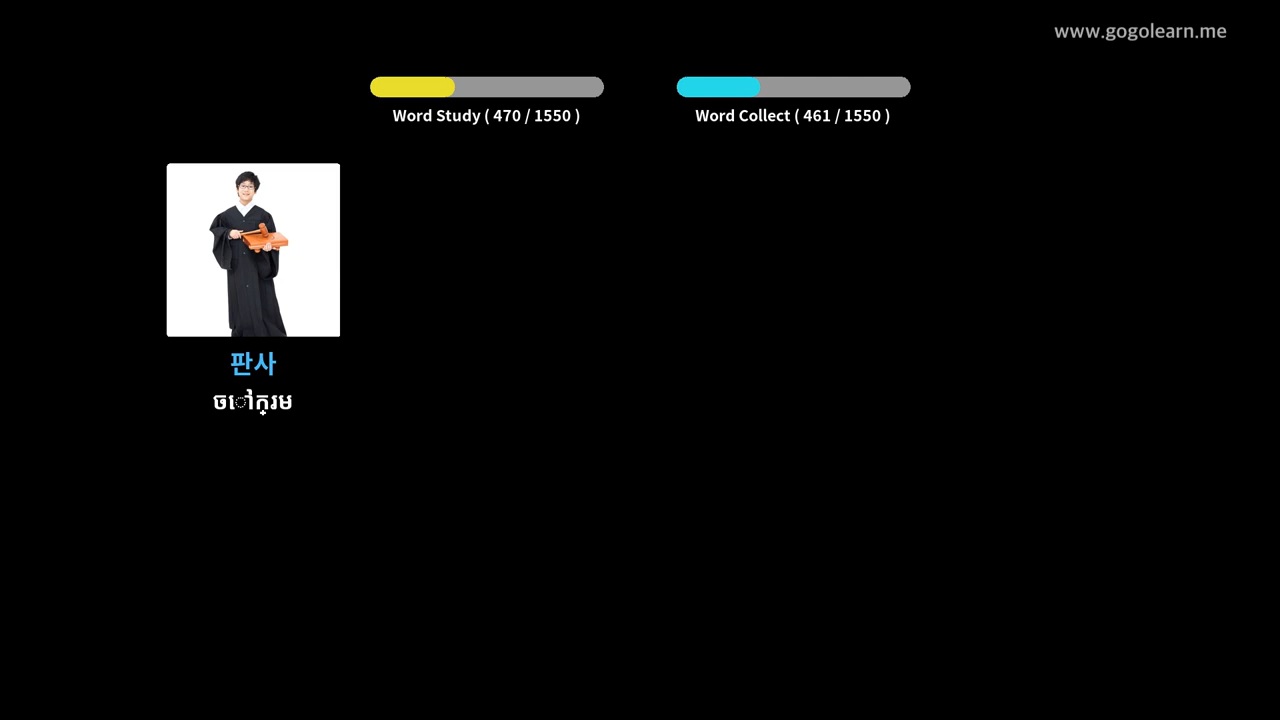 www.gogolearn.me
Word Study ( 470 / 1550 )
Word Collect ( 461 / 1550 )
판사
ចៅក្រម